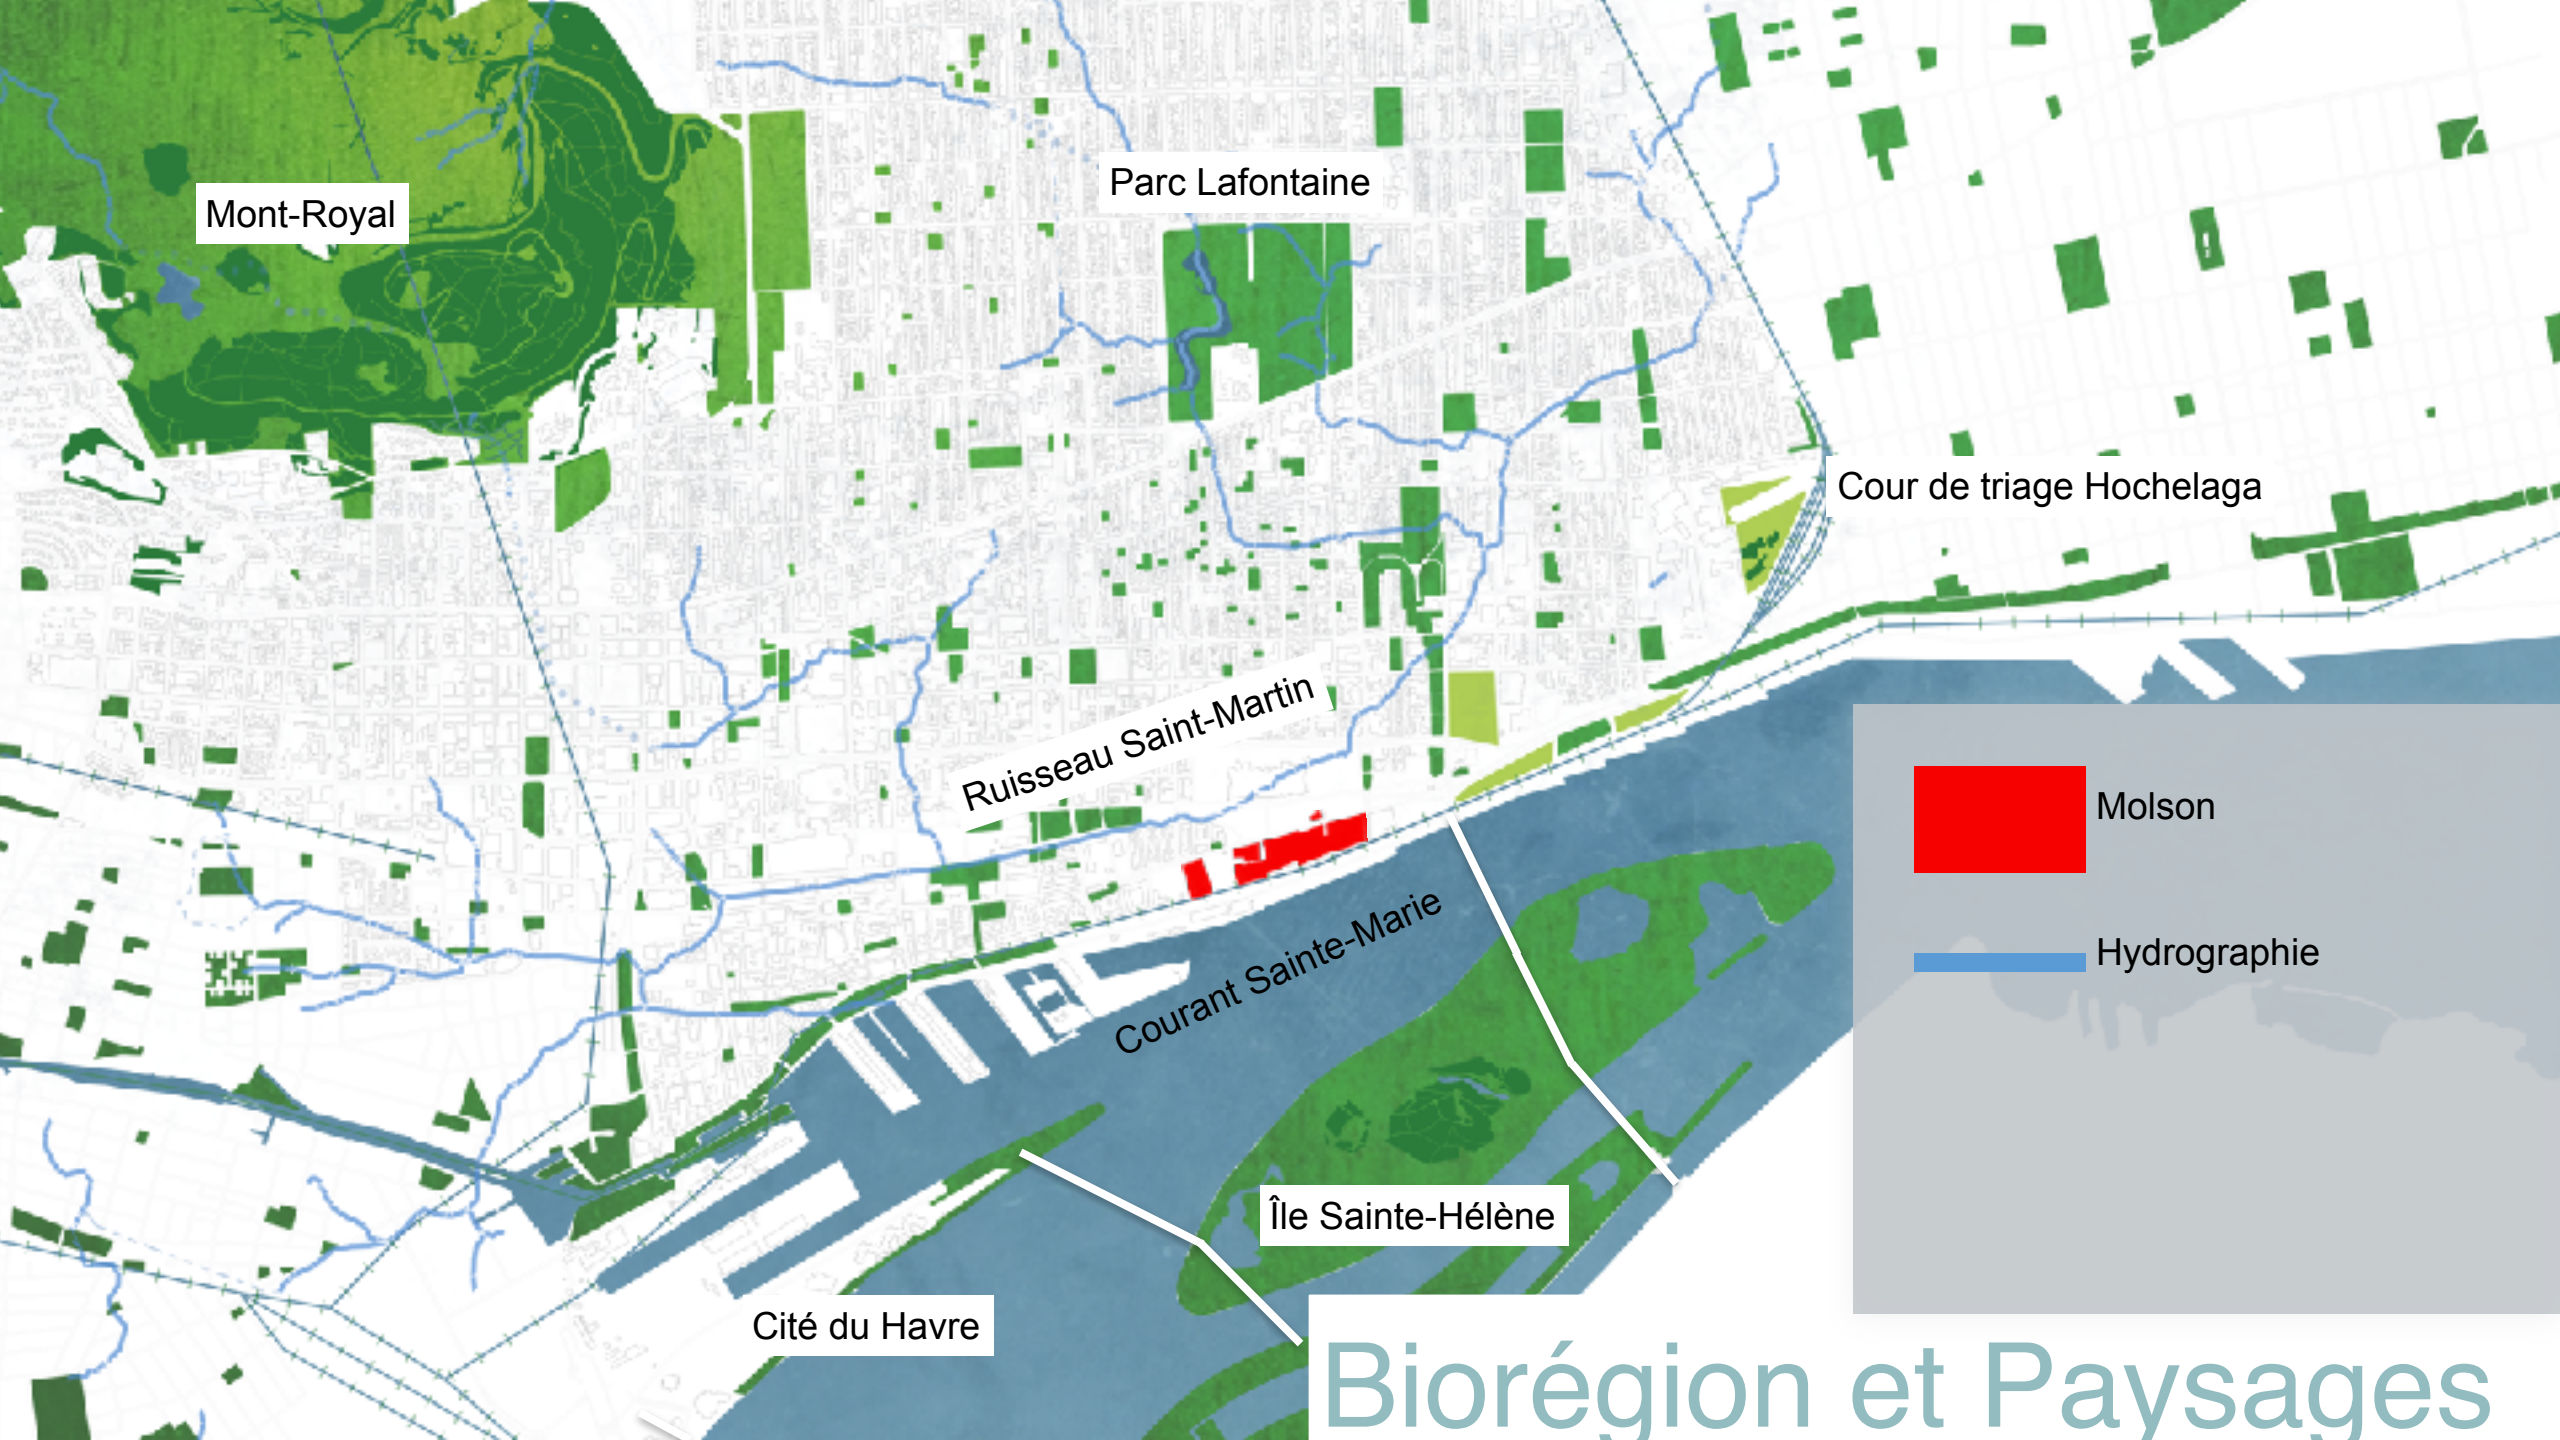 Parc Lafontaine
Mont-Royal
Cour de triage Hochelaga
Ruisseau Saint-Martin
Molson
Courant Sainte-Marie
Hydrographie
Île Sainte-Hélène
Cité du Havre
Biorégion et Paysages